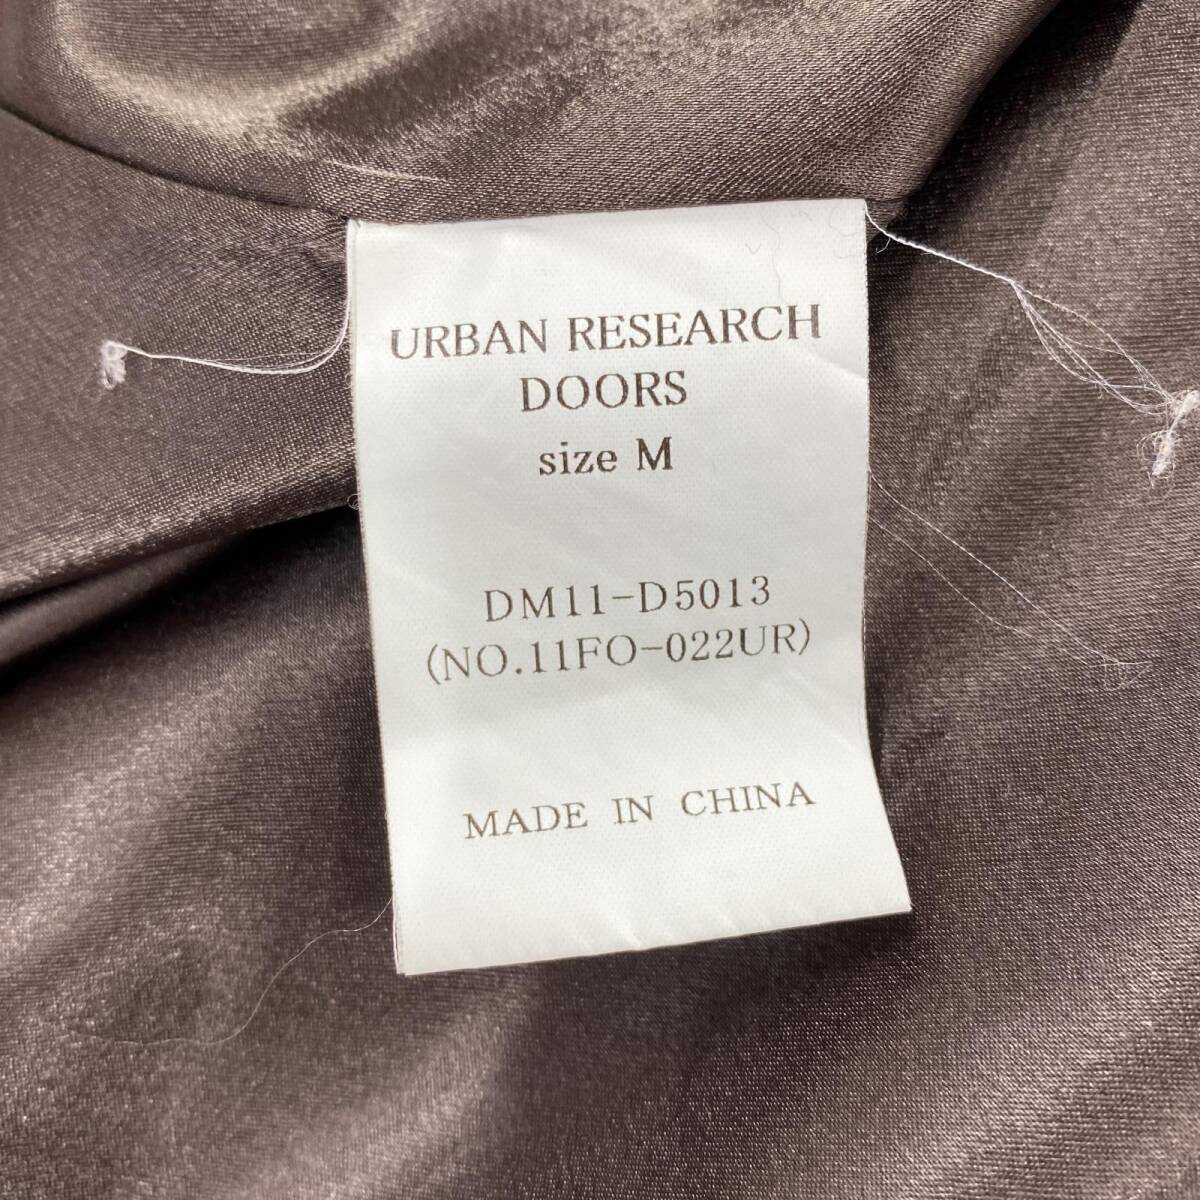 URBAN RESEARCH
DOORS
size M
DM11-D5013
(NO.11FO-022UR)
MADE IN CHINA